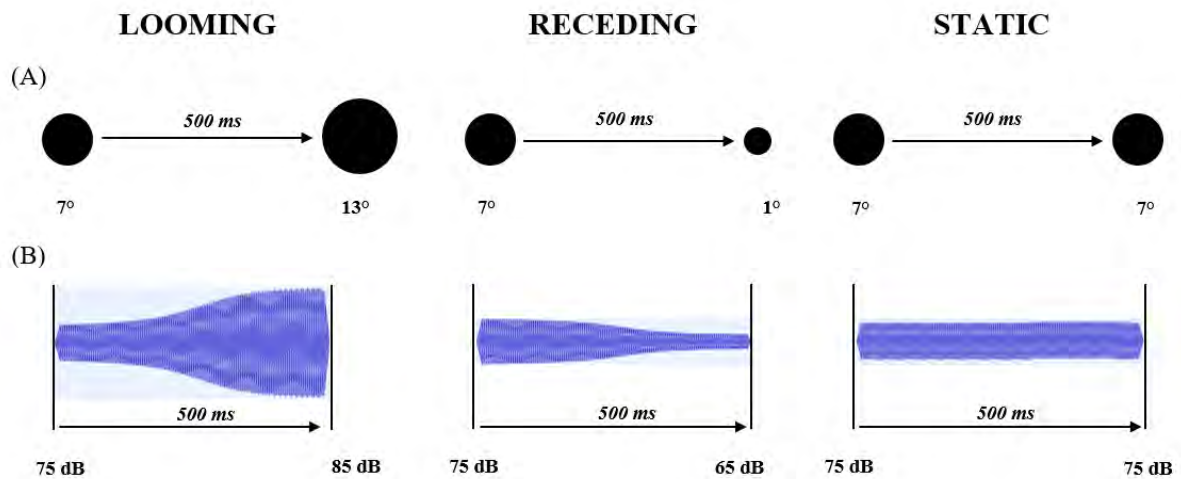 LOOMING RECEDING STATIC
(A)
500 ms 500 ms 500 ms
7° 13° 7° 1° 7° 7°
(B)
500 ms 500 ms 500 ms
75 dB 85 dB 75 dB 65 dB 75 dB 75 dB